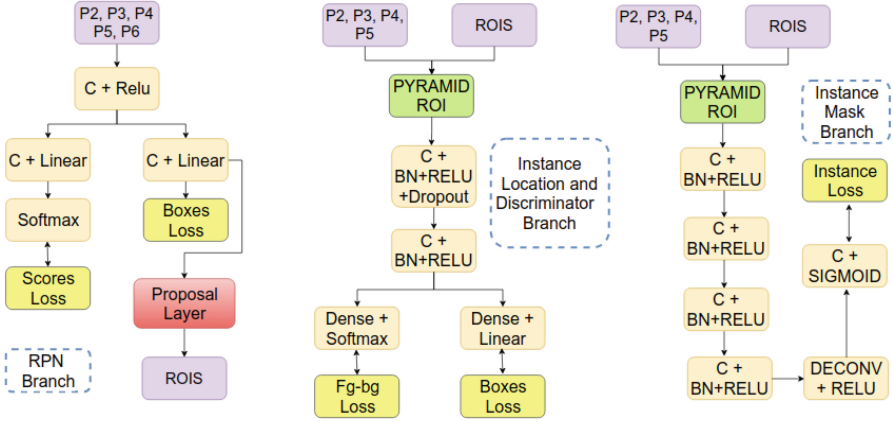 P2, P3, P4
P5, P6
C + Relu
C + Linear
C + Linear
Softmax
Boxes
Loss
Scores
Loss
Proposal
Layer
RPN
Branch
ROIS
P2, P3, P4,
P5
ROIS
PYRAMID
ROI
C +
BN+RELU
+Dropout
Instance
Location and
Discriminator
Branch
C +
BN+RELU
Dense +
Softmax
Dense +
Linear
Fg-bg
Loss
Boxes
Loss
P2, P3, P4,
P5
ROIS
PYRAMID
ROI
Instance
Mask
Branch
C +
BN+RELU
Instance
Loss
C +
BN+RELU
C +
SIGMOID
C +
BN+RELU
C +
BN+RELU
DECONV
+ RELU